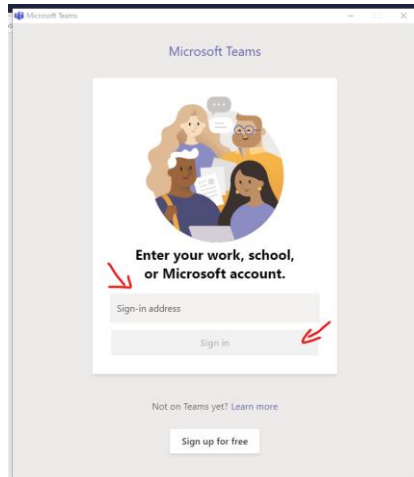 Microsoft Teams
Microsoft Teams
Enter your work, school,
or Microsoft account.
Sign-in address
Sign in
Not on Teams yet? Learn more
Sign up for free